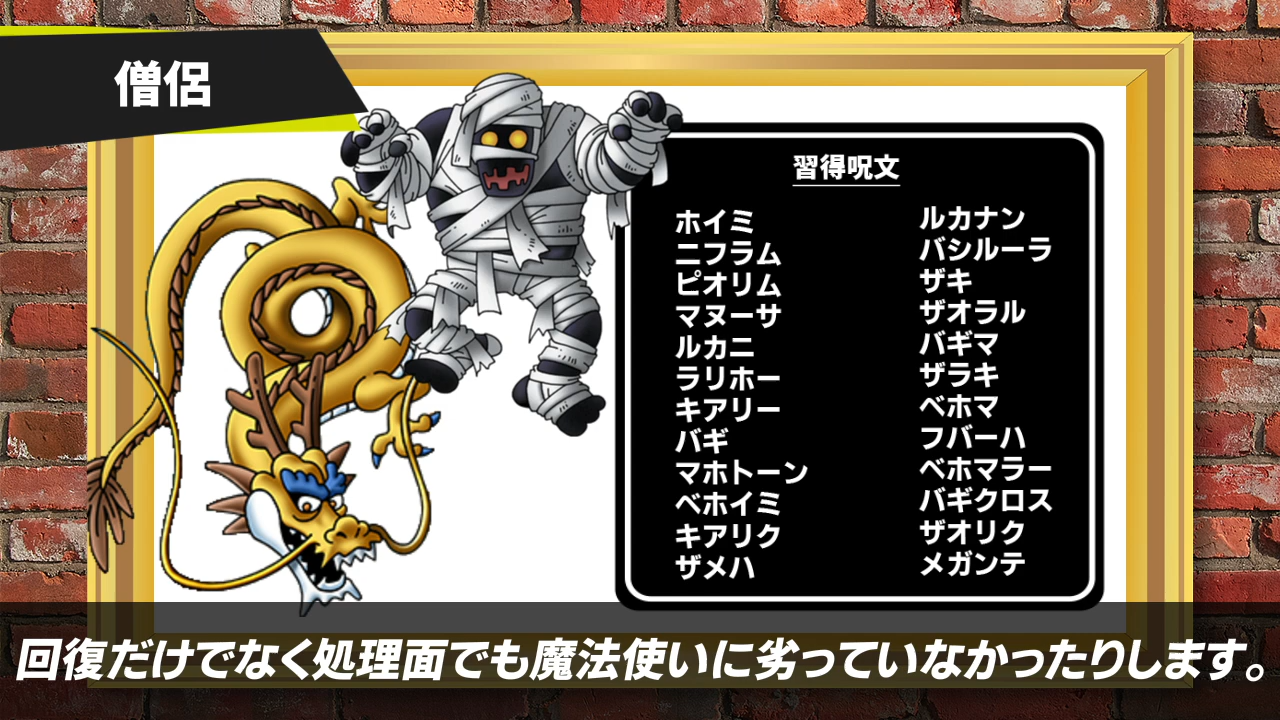 僧侶
習得呪文
ホイミ
ニフラム
ピオリム
マヌーサ
ルカニ
ラリホー
キアリー
バギ
マホトーン
ベホイミ
キアリク
ザメハ
ルカナン
バシルーラ
ザキ
ザオラル
バギマ
ザラキ
ベホマ
フバーハ
ベホマラー
バギクロス
ザオリク
メガンテ
回復だけでなく処理面でも魔法使いに劣っていなかったりします。